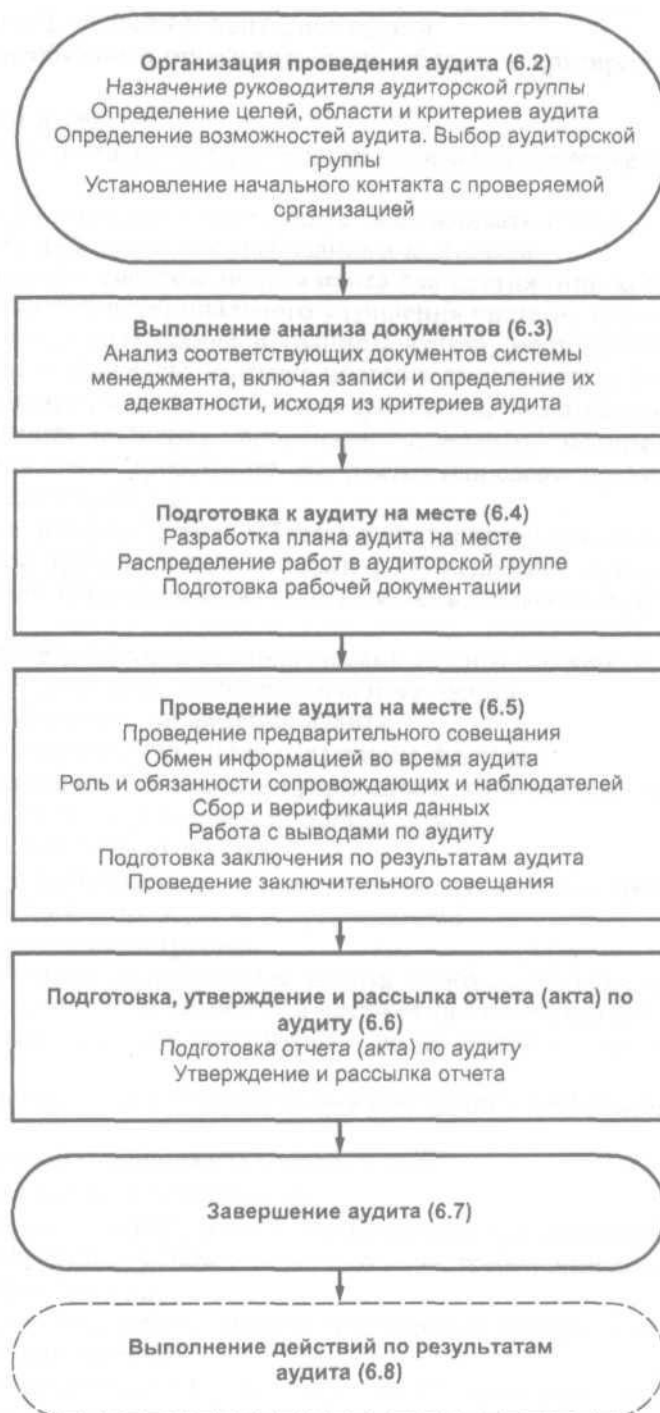 Организация проведения аудита (6.2)
Назначение руководителя аудиторской группы
Определение целей, области и критериев аудита
Определение возможностей аудита. Выбор аудиторской
группы
Установление начального контакта с проверяемой
организацией
Выполнение анализа документов (6.3)
Анализ соответствующих документов системы
менеджмента, включая записи и определение их
адекватности, исходя из критериев аудита
Подготовка к аудиту на месте (6.4)
Разработка плана аудита на месте
Распределение работ в аудиторской группе
Подготовка рабочей документации
Проведение аудита на месте (6.5)
Проведение предварительного совещания
Обмен информацией во время аудита
Роль и обязанности сопровождающих и наблюдателей
Сбор и верификация данных
Работа с выводами по аудиту
Подготовка заключения по результатам аудита
Проведение заключительного совещания
Подготовка, утверждение и рассылка отчета (акта) по
аудиту (6.6)
Подготовка отчета (акта) по аудиту
Утверждение и рассылка отчета
Завершение аудита (6.7)
Выполнение действий по результатам
аудита (6.8)